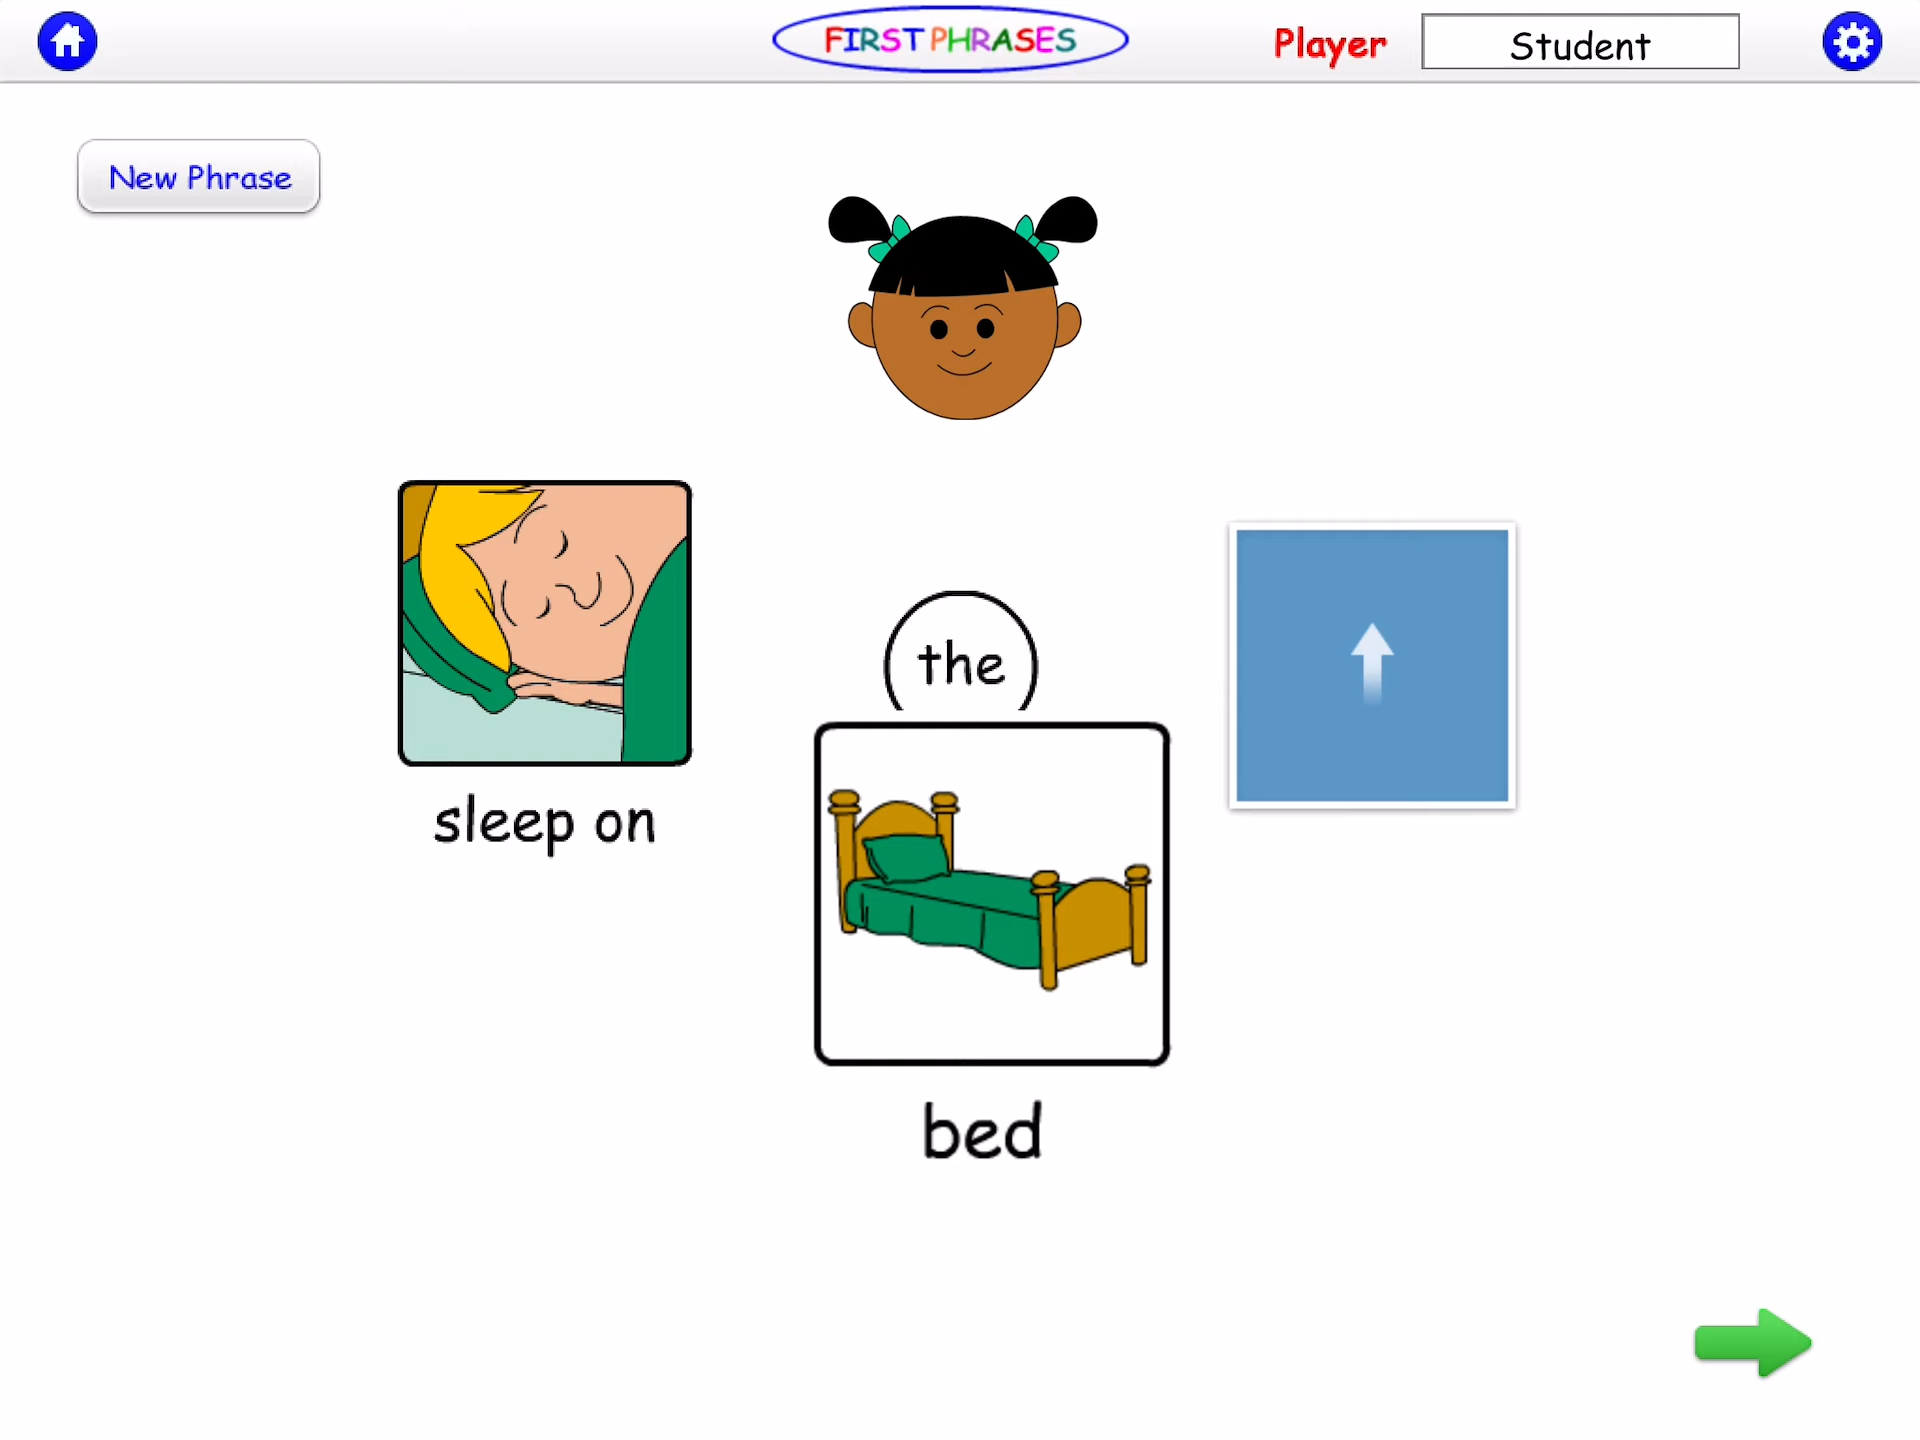 FIRST PHRASES
Player
Student
New Phrase
the
sleep on
bed